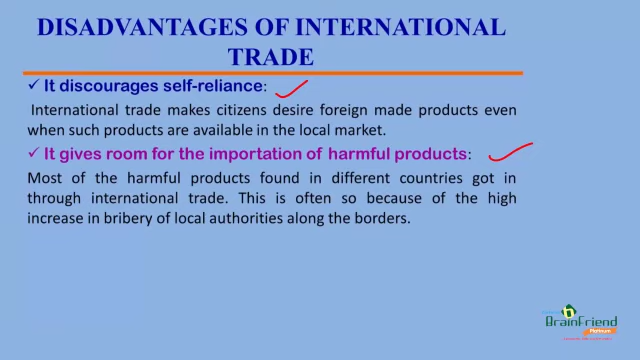 DISADVANTAGES OF INTERNATIONAL
TRADE
✓ It discourages self-reliance:
International trade makes citizens desire foreign made products even
when such products are available in the local market.
✓ It gives room for the importation of harmful products:
Most of the harmful products found in different countries got in
through international trade. This is often so because of the high
increase in bribery of local authorities along the borders.
BrainFriend
Platinum